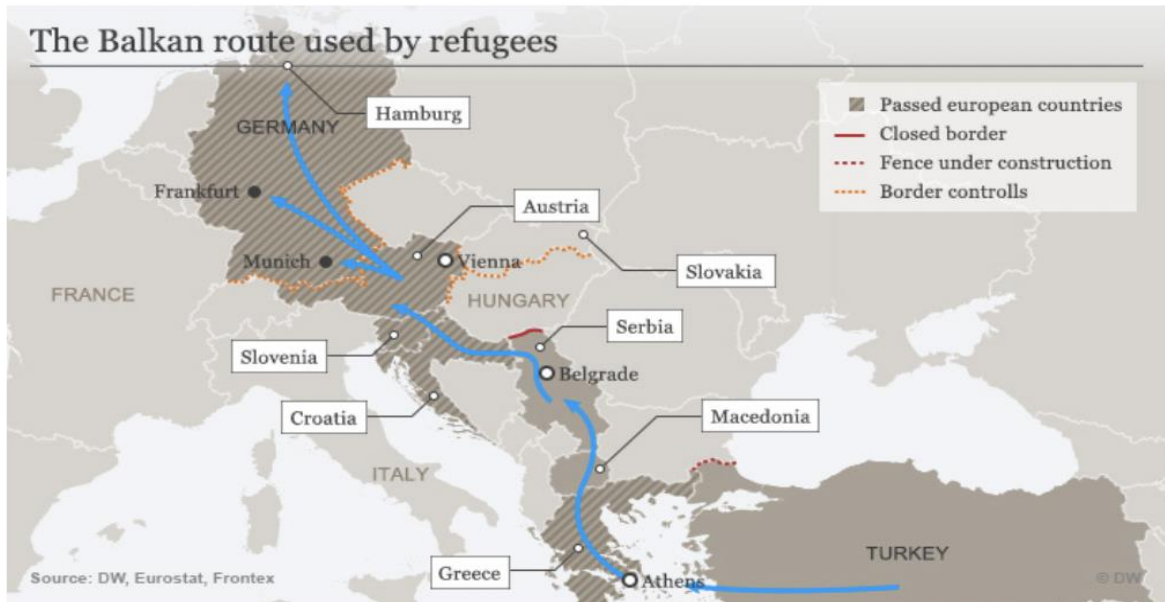 The Balkan route used by refugees
Hamburg
GERMANY
Passed european countries
Closed border
Fence under construction
Border controlls
Frankfurt
Austria
Munich
Vienna
Slovakia
FRANCE
HUNGARY
Serbia
Slovenia
Belgrade
Croatia
Macedonia
ITALY
TURKEY
Greece
Athens
Source: DW, Eurostat, Frontex
© DW